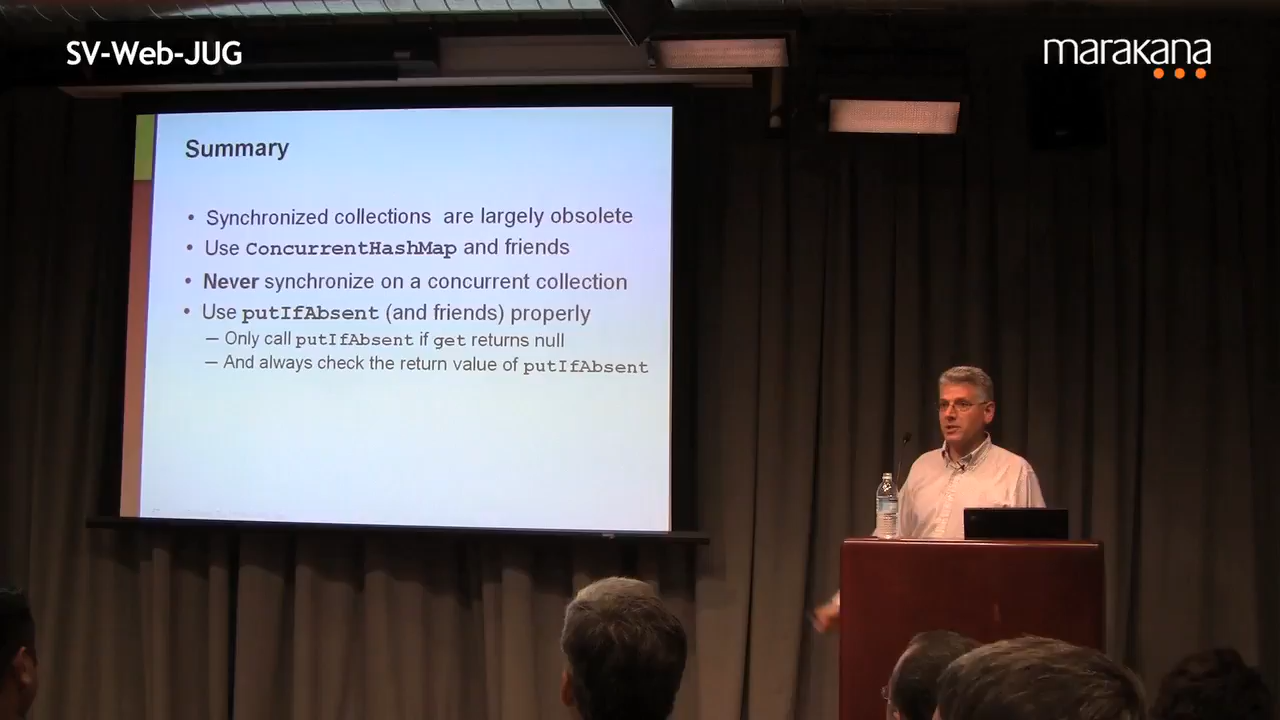 SV-Web-JUG
marakana
Summary
• Synchronized collections are largely obsolete
• Use ConcurrentHashMap and friends
• Never synchronize on a concurrent collection
• Use putIfAbsent (and friends) properly
– Only call putIfAbsent if get returns null
– And always check the return value of putIfAbsent